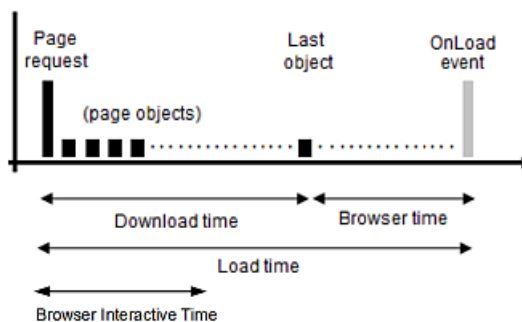 Page
request
Last
object
OnLoad
event
(page objects)
Download time
Browser time
Load time
Browser Interactive Time